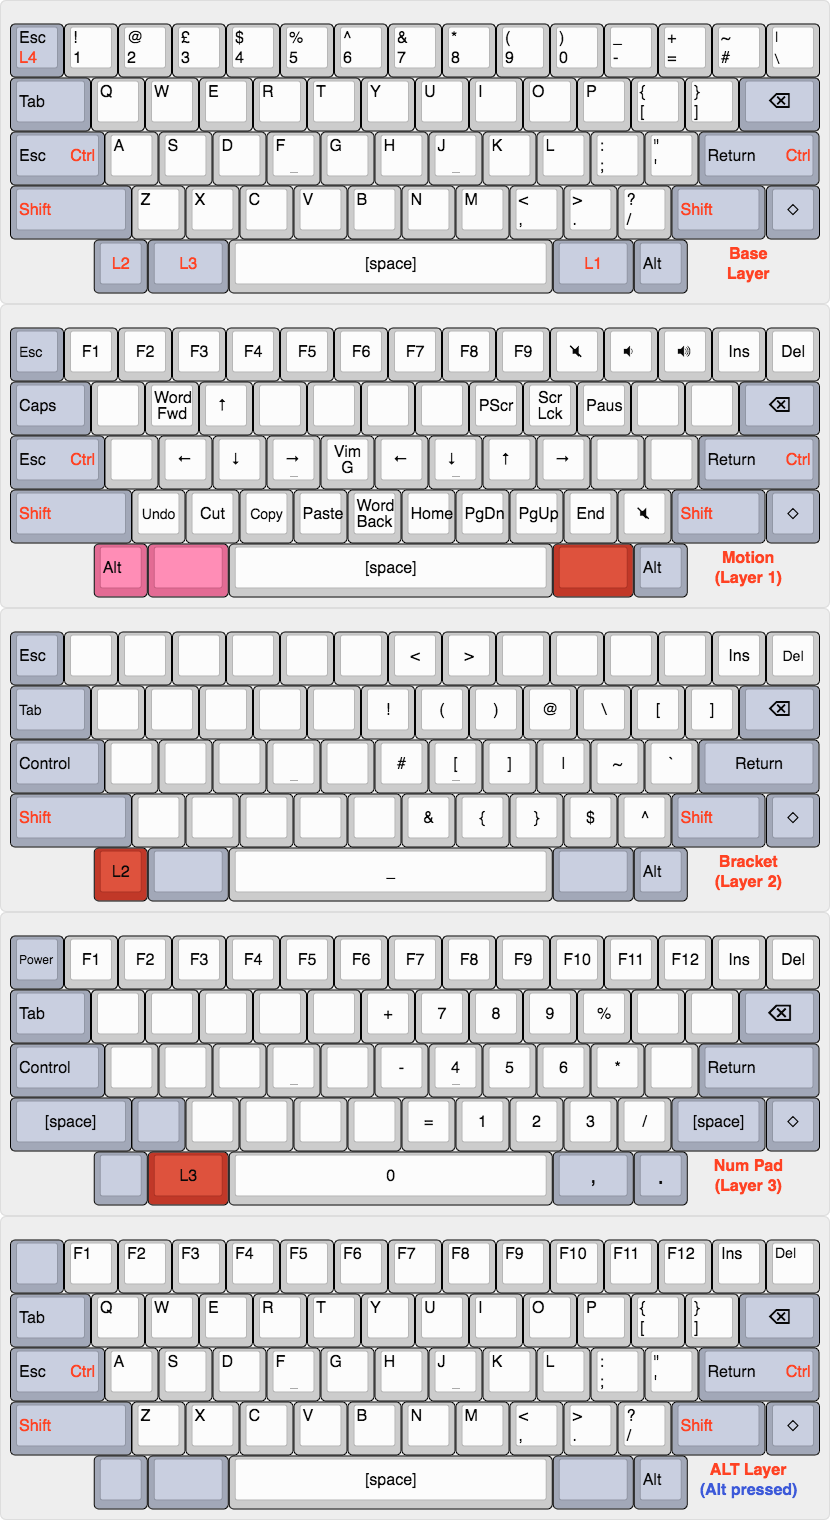 Esc ! @ £ $ % ^ & * ( ) _ + ~ |
L4 1 2 3 4 5 6 7 8 9 0 - = # \
Tab Q W E R T Y U I O P { } ⌫
[ ]
Esc Ctrl A S D F G H J K L : " Return Ctrl
_ _ ; '
Shift Z X C V B N M < > ? Shift ◇
, . /
L2 L3 [space] L1 Alt
Base
Layer
Esc F1 F2 F3 F4 F5 F6 F7 F8 F9 🔇 🔉 🔊 Ins Del
Caps Word ↑ PScr Scr Paus ⌫
Fwd Lck
Esc Ctrl ← ↓ → Vim ← ↓ ↑ → Return Ctrl
_ G _
Shift Undo Cut Copy Paste Word Home PgDn PgUp End 🔇 Shift ◇
Back
Alt [space] Alt
Motion
(Layer 1)
Esc < > Ins Del
Tab ! ( ) @ \ [ ] ⌫
Control _ # [ ] | ~ ` Return
_
Shift & { } $ ^ Shift ◇
L2 _ Alt
Bracket
(Layer 2)
Power F1 F2 F3 F4 F5 F6 F7 F8 F9 F10 F11 F12 Ins Del
Tab + 7 8 9 % ⌫
Control _ - 4 5 6 * Return
_
[space] = 1 2 3 / [space] ◇
L3 0 , .
Num Pad
(Layer 3)
F1 F2 F3 F4 F5 F6 F7 F8 F9 F10 F11 F12 Ins Del
Tab Q W E R T Y U I O P { } ⌫
[ ]
Esc Ctrl A S D F G H J K L : " Return Ctrl
_ _ ; '
Shift Z X C V B N M < > ? Shift ◇
, . /
[space] Alt
ALT Layer
(Alt pressed)